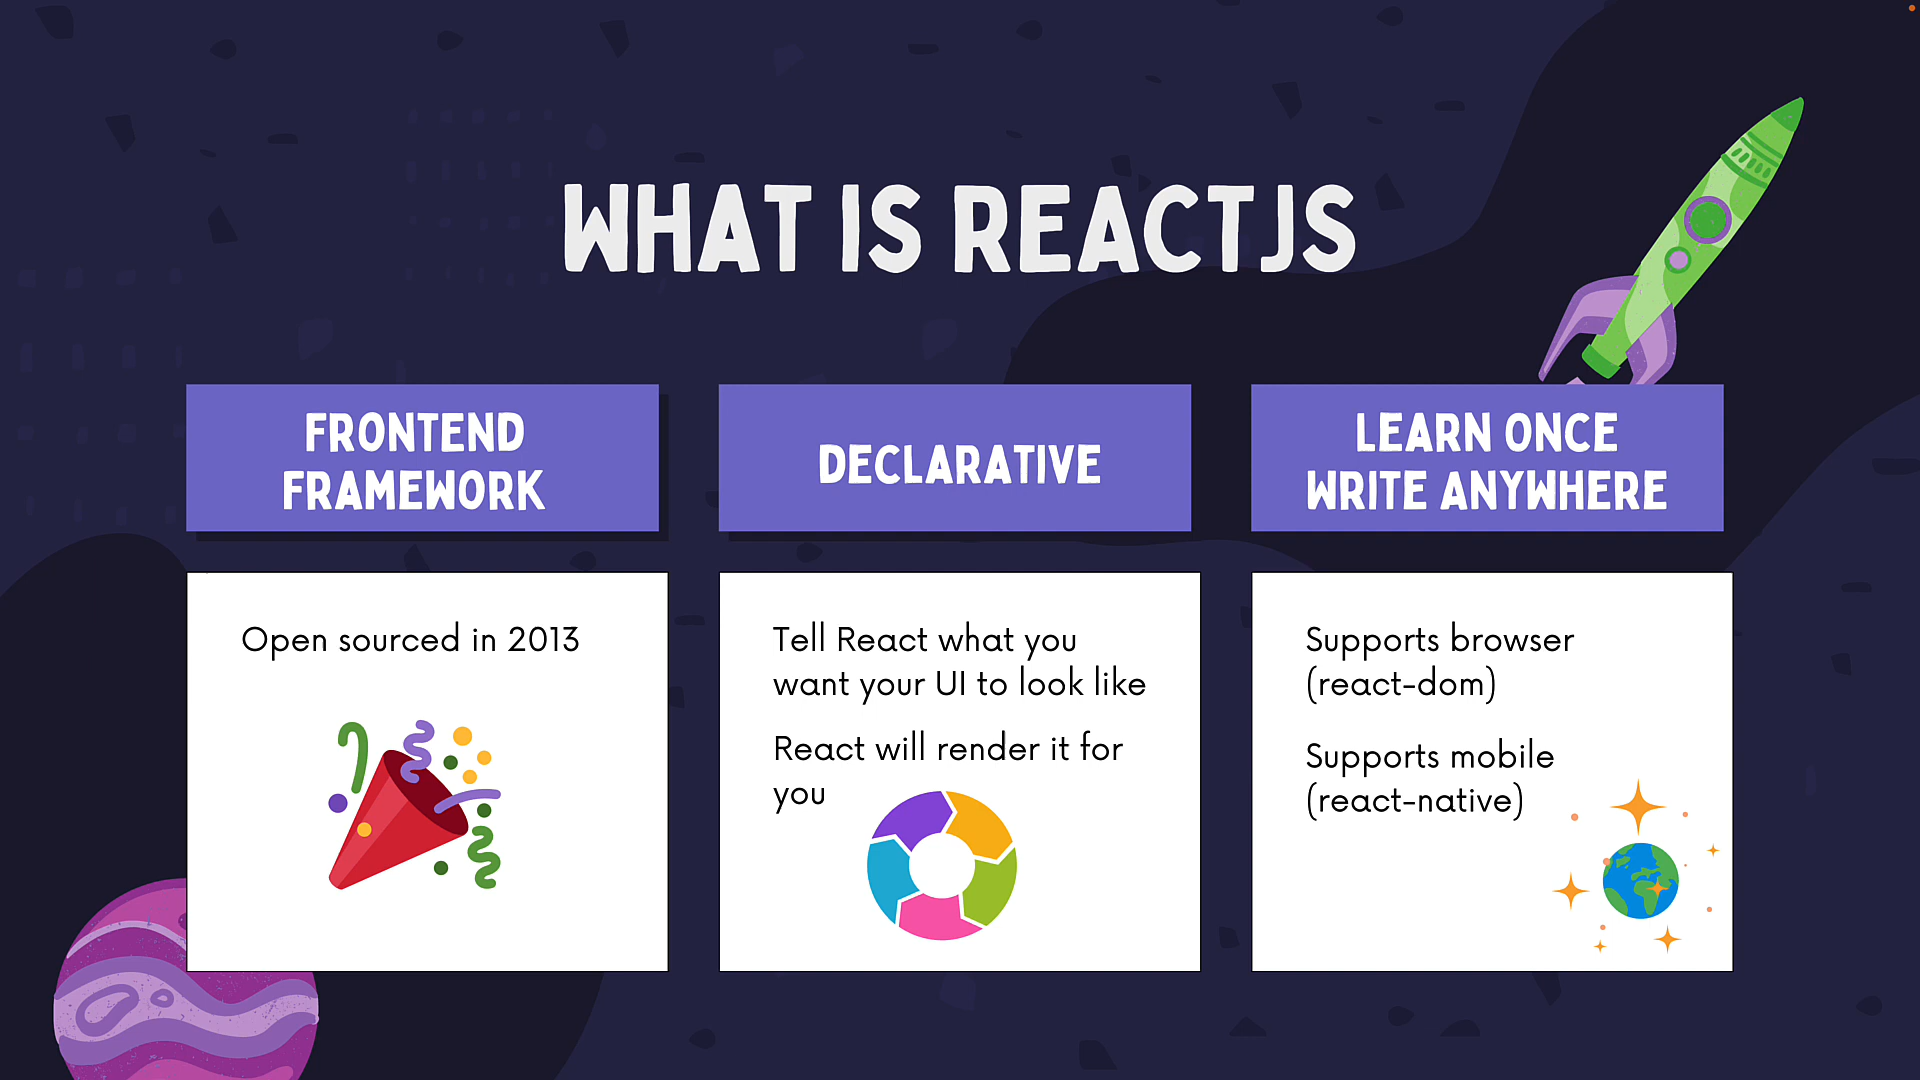 WHAT IS REACTJS
FRONTEND
FRAMEWORK
Open sourced in 2013
DECLARATIVE
Tell React what you
want your UI to look like
React will render it for
you
LEARN ONCE
WRITE ANYWHERE
Supports browser
(react-dom)
Supports mobile
(react-native)